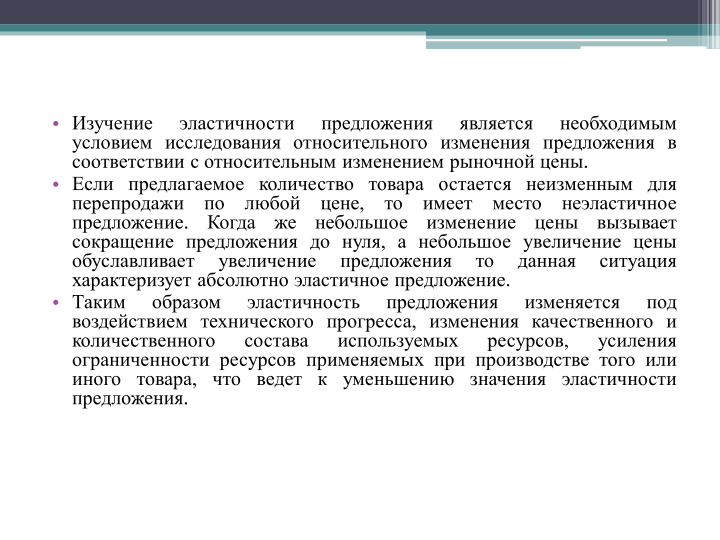 • Изучение эластичности предложения является необходимым
условием исследования относительного изменения предложения в
соответствии с относительным изменением рыночной цены.
• Если предлагаемое количество товара остается неизменным для
перепродажи по любой цене, то имеет место неэластичное
предложение. Когда же небольшое изменение цены вызывает
сокращение предложения до нуля, а небольшое увеличение цены
обуславливает увеличение предложения то данная ситуация
характеризует абсолютно эластичное предложение.
• Таким образом эластичность предложения изменяется под
воздействием технического прогресса, изменения качественного и
количественного состава используемых ресурсов, усиления
ограниченности ресурсов применяемых при производстве того или
иного товара, что ведет к уменьшению значения эластичности
предложения.